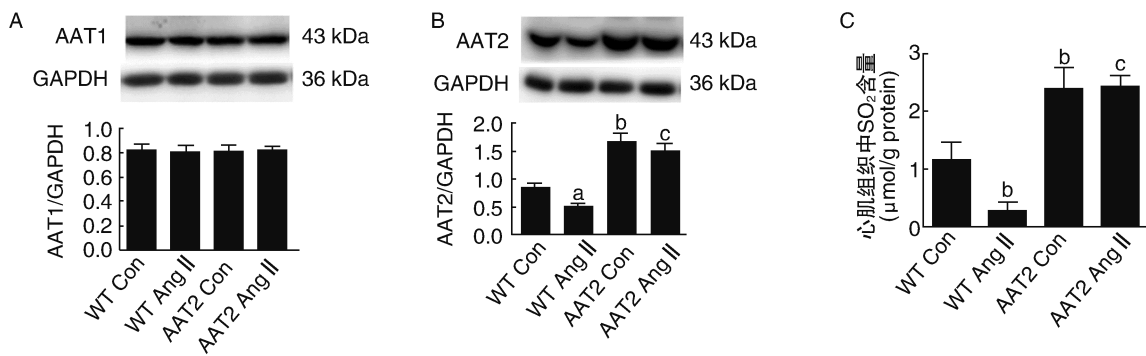 A
AAT1
43 kDa
GAPDH
36 kDa
AAT1/GAPDH
1.0
0.8
0.6
0.4
0.2
0.0
WT Con
WT Ang Ⅱ
AAT2 Con
AAT2 Ang Ⅱ
B
AAT2
43 kDa
GAPDH
36 kDa
AAT2/GAPDH
2.0
1.5
1.0
0.5
0.0
a
b
c
WT Con
WT Ang Ⅱ
AAT2 Con
AAT2 Ang Ⅱ
C
心肌组织中SO₂含量
(μmol/g protein)
3
2
1
0
b
b
c
WT Con
WT Ang Ⅱ
AAT2 Con
AAT2 Ang Ⅱ